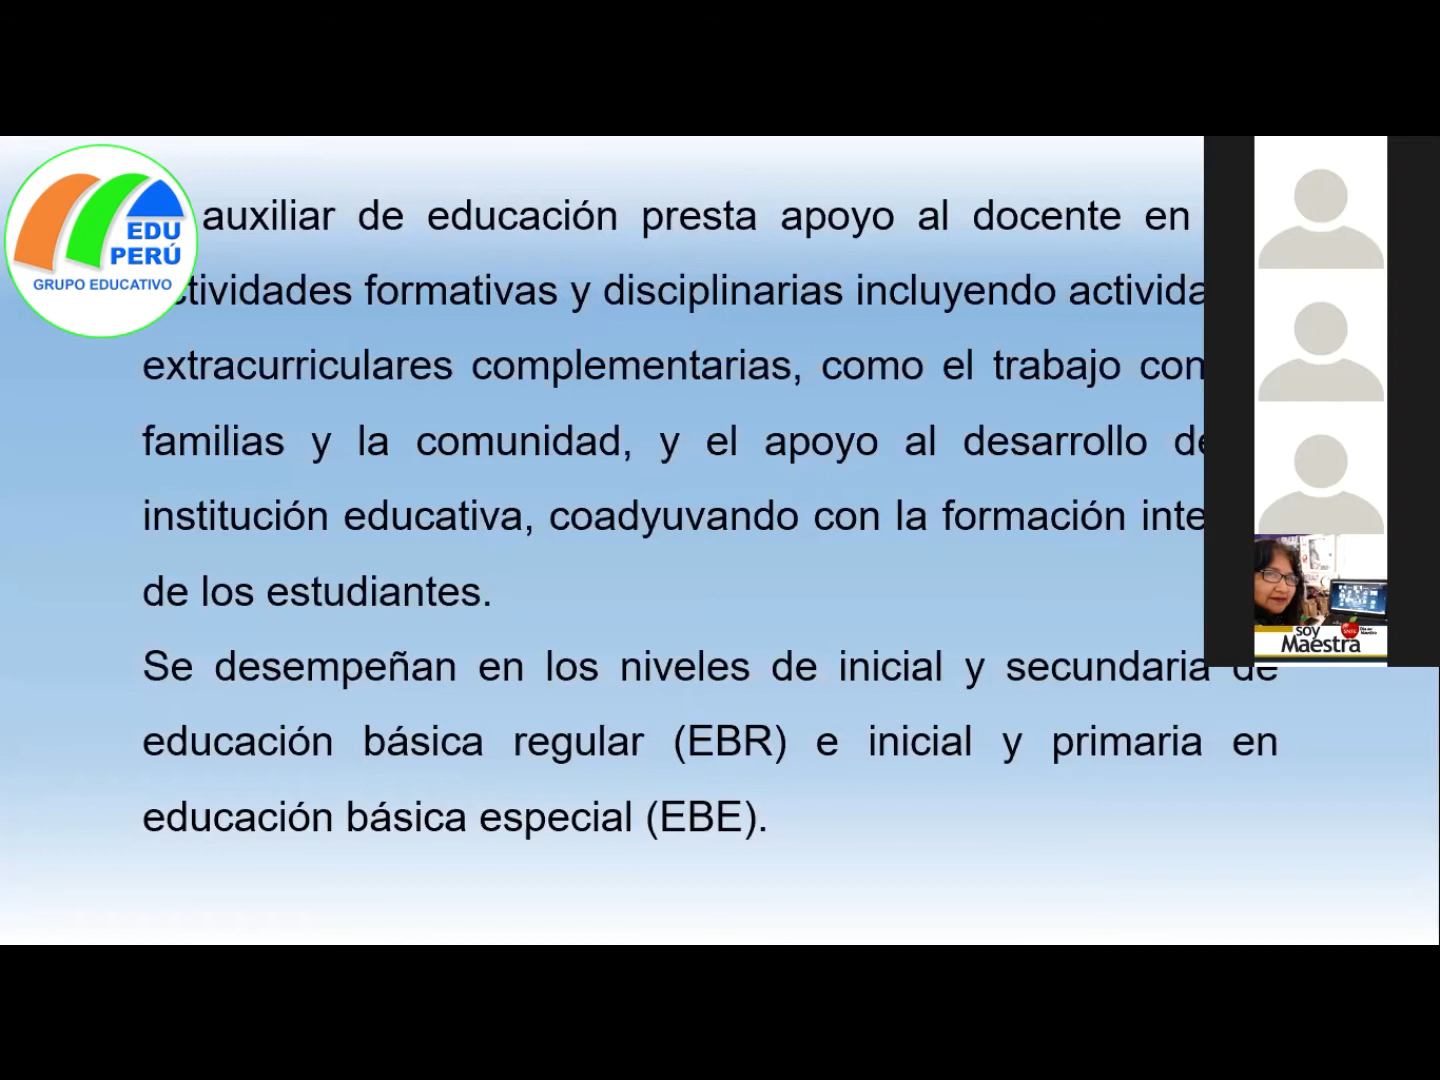 EDU
PERÚ
GRUPO EDUCATIVO
auxiliar de educación presta apoyo al docente en
formativas y disciplinarias incluyendo
extracurriculares complementarias, como el trabajo con
familias y la comunidad, y el apoyo al desarrollo
institución educativa, coadyuvando con la formación
de los estudiantes.
Se desempeñan en los niveles de inicial y secundaria de
educación básica regular (EBR) e inicial y primaria en
educación básica especial (EBE).
soy
Maestra